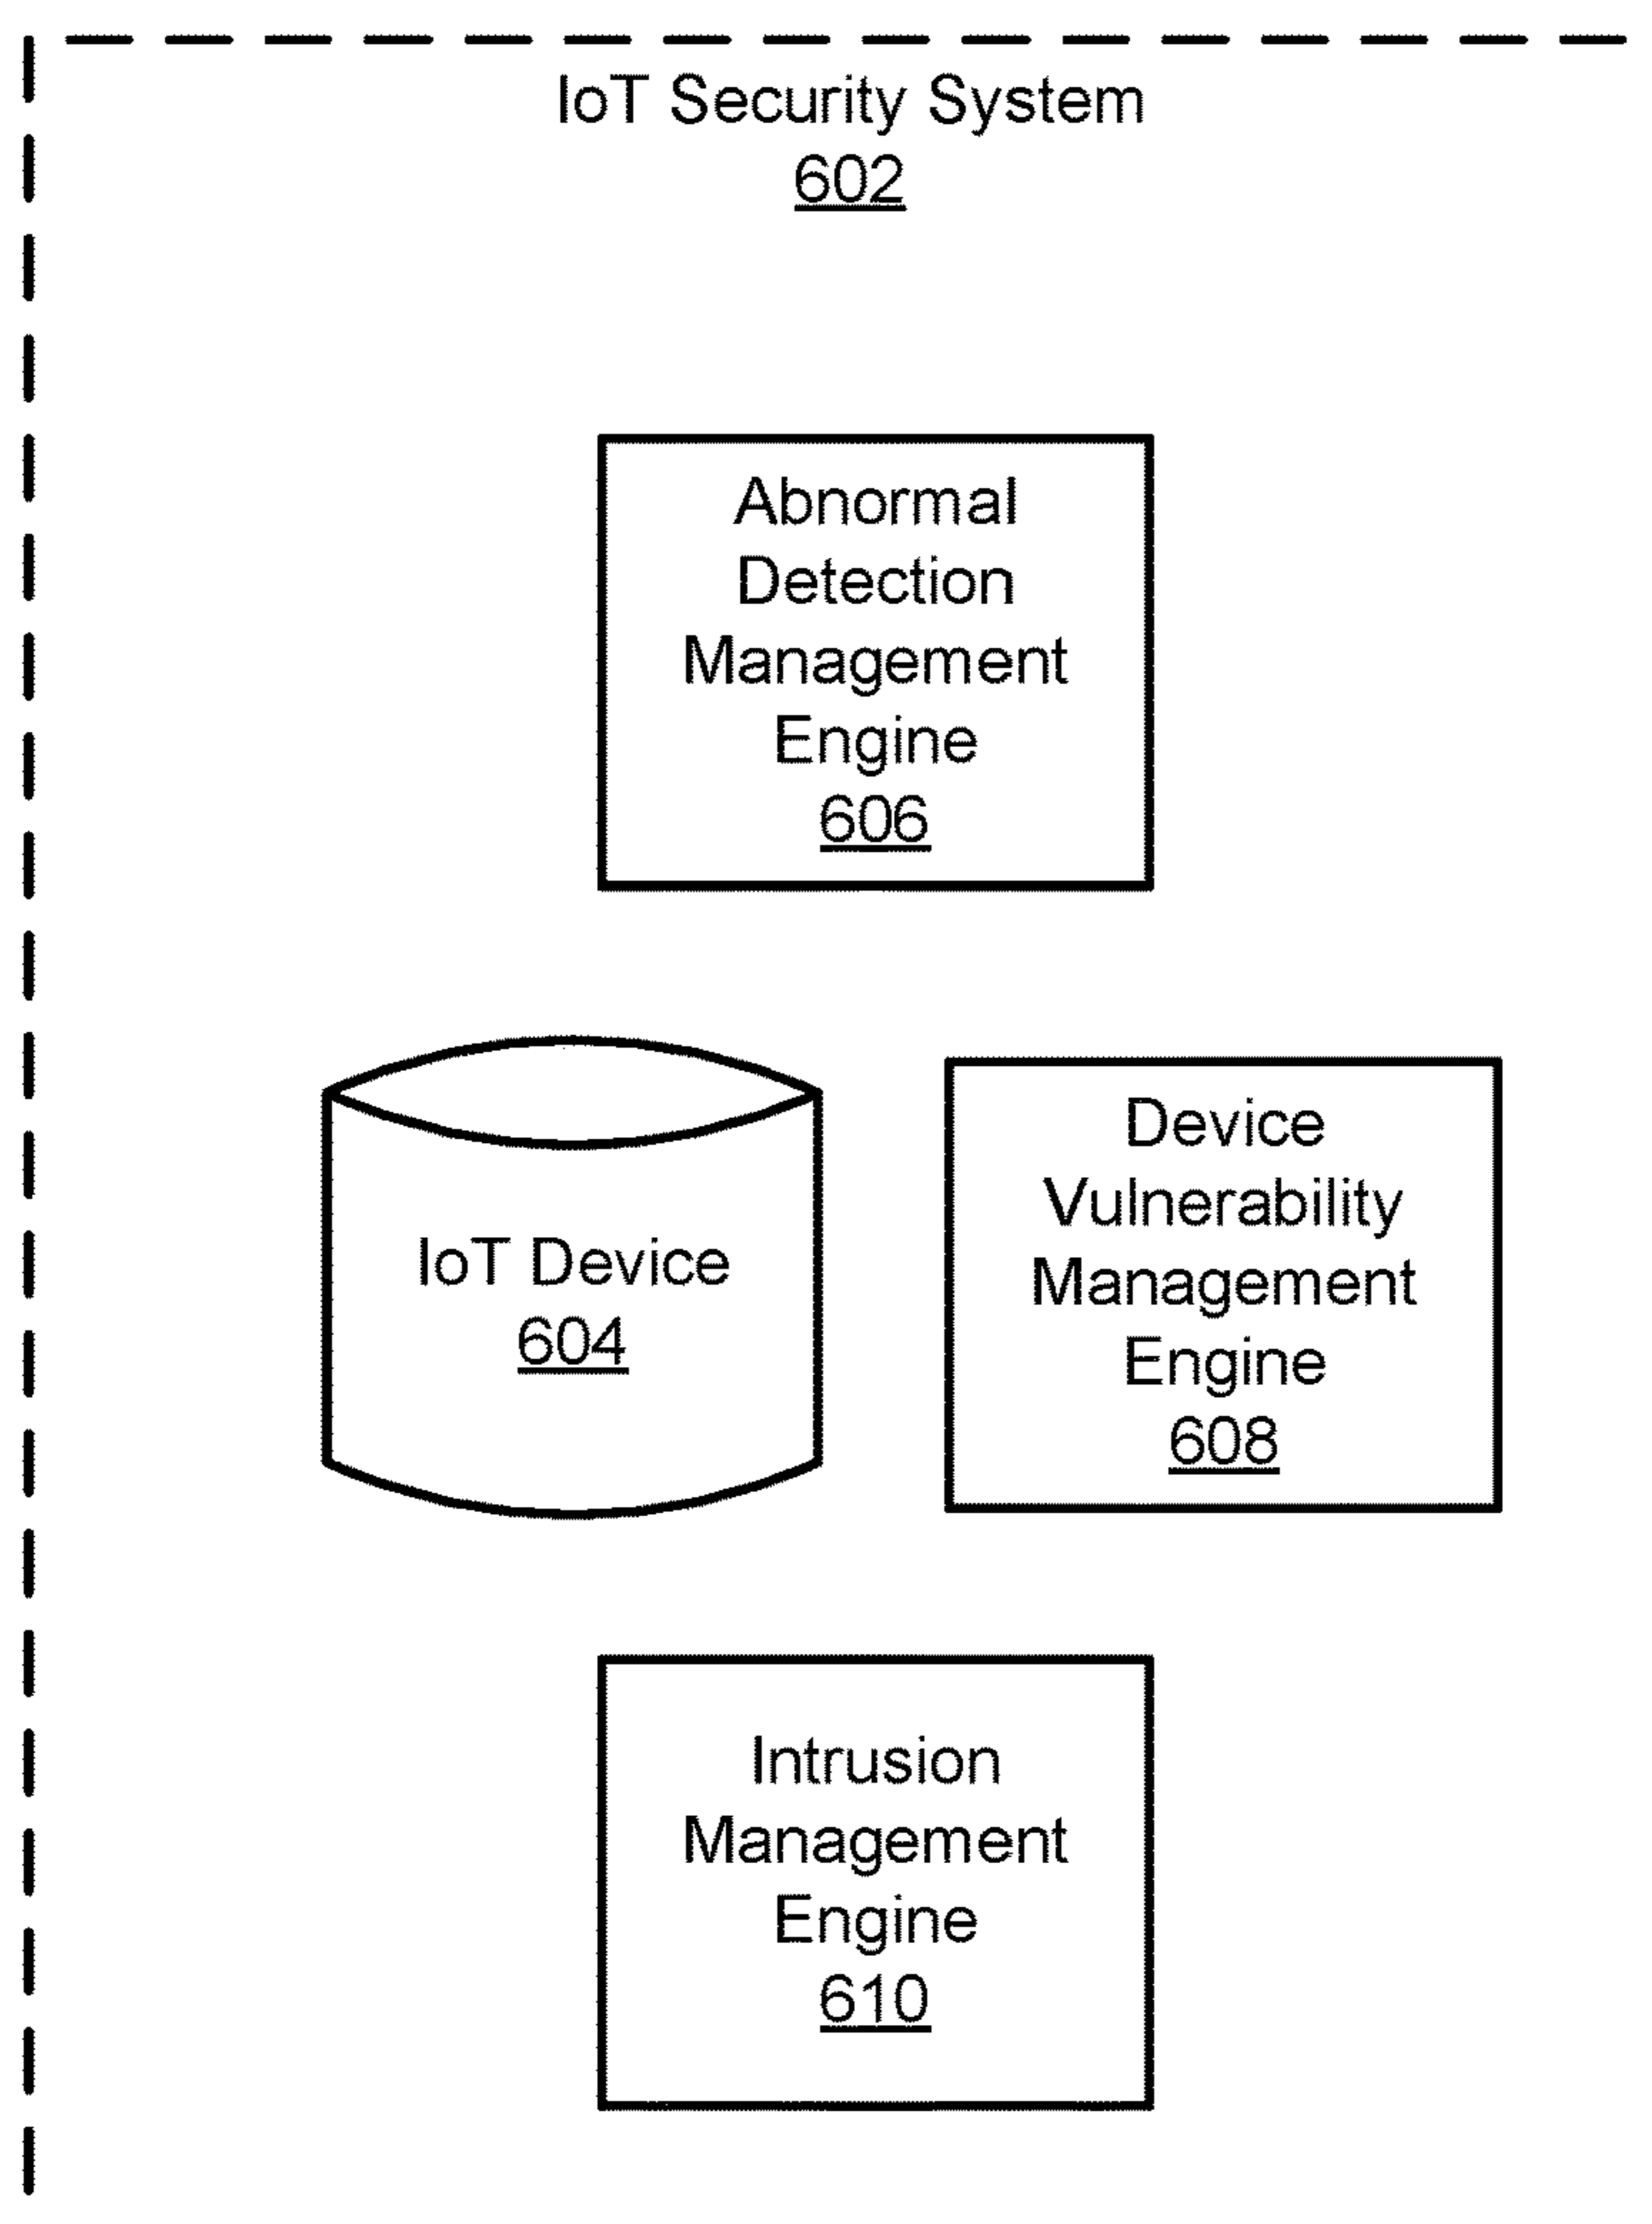 IoT Security System
602
Abnormal
Detection
Management
Engine
606
IoT Device
604
Device
Vulnerability
Management
Engine
608
Intrusion
Management
Engine
610